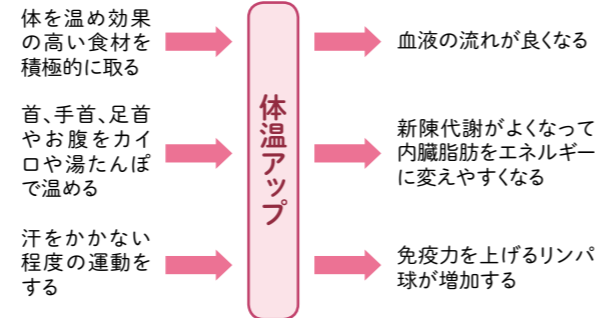 体を温め効果
の高い食材を
積極的に取る
首、手首、足首
やお腹をカイ
ロや湯たんぽ
で温める
汗をかかない
程度の運動を
する
体温アップ
血液の流れが良くなる
新陳代謝がよくなって
内臓脂肪をエネルギー
に変えやすくなる
免疫力を上げるリンパ
球が増加する